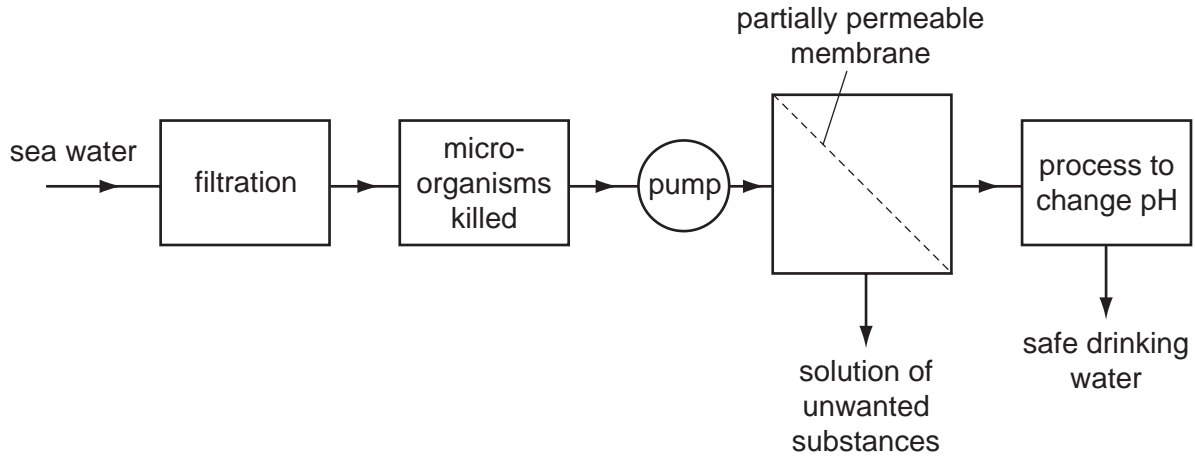 partially permeable
membrane
sea water
filtration
micro-
organisms
killed
pump
process to
change pH
solution of
unwanted
substances
safe drinking
water